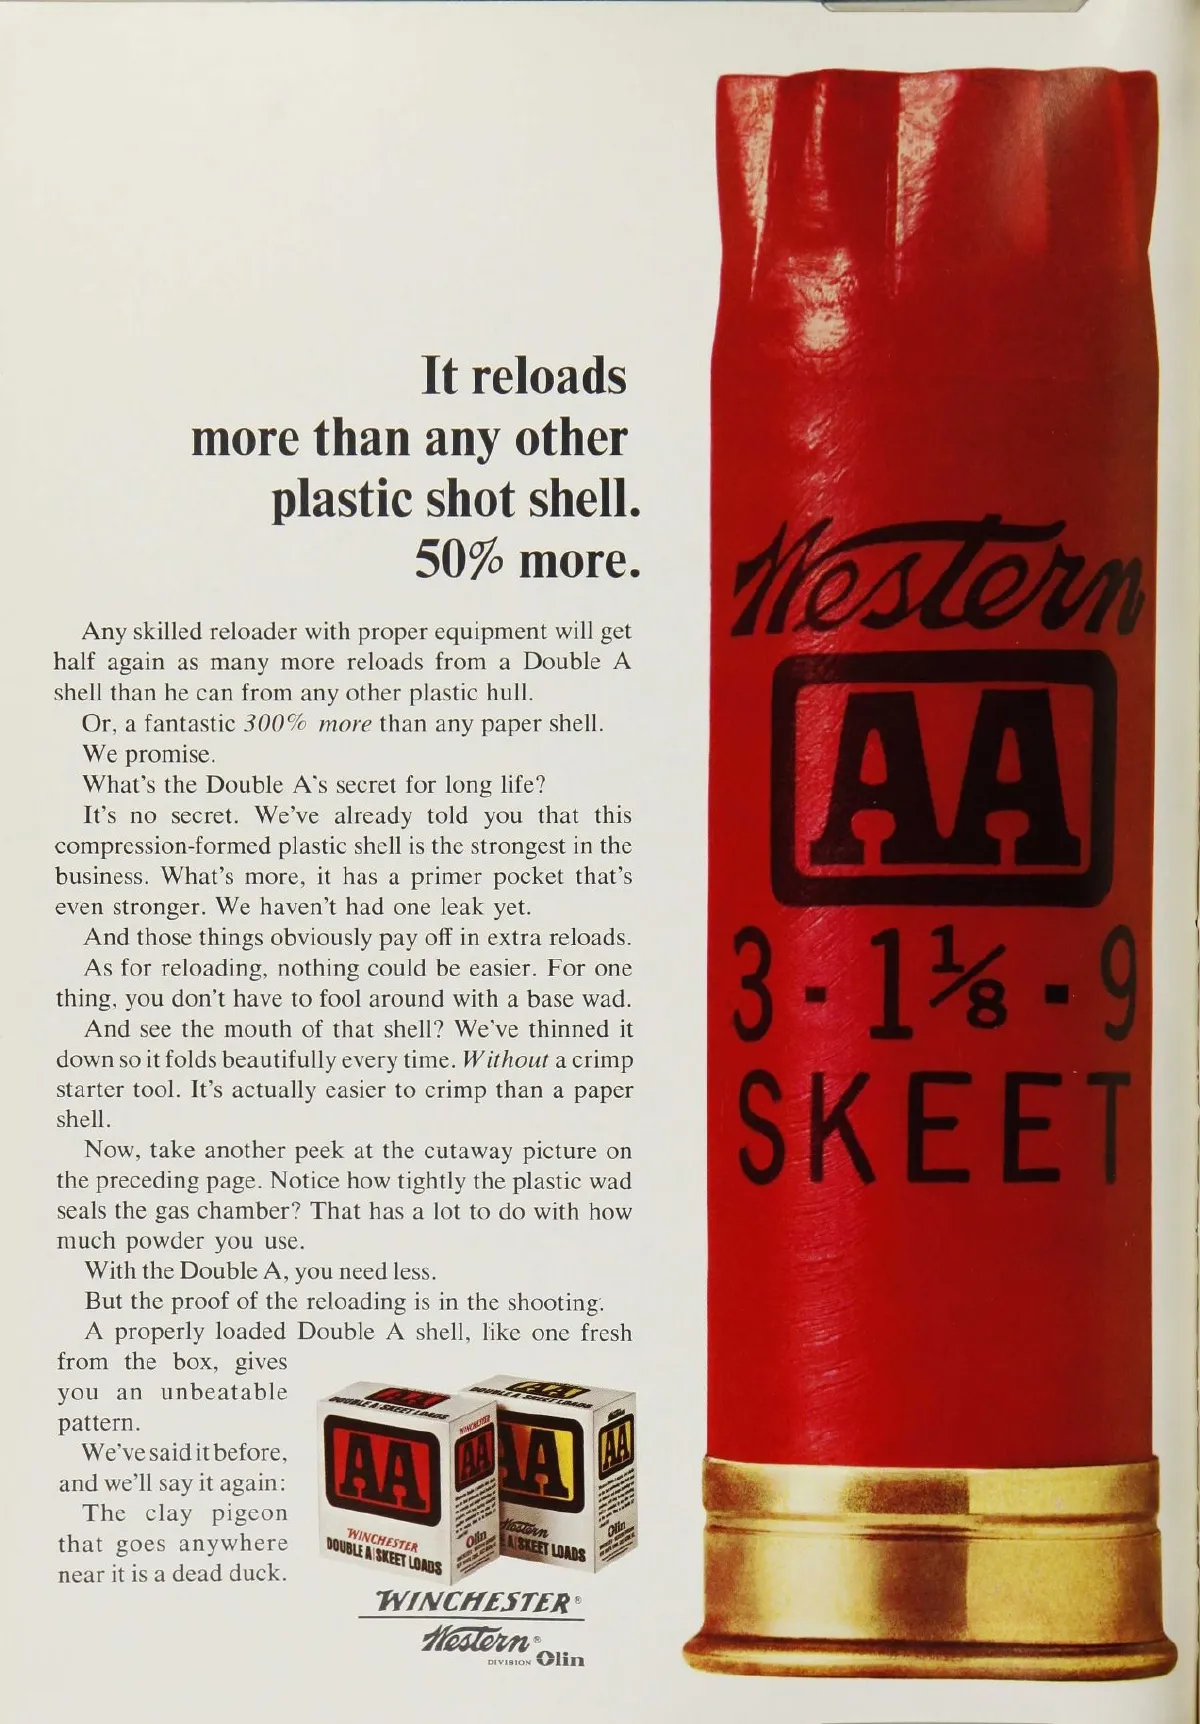 It reloads
more than any other
plastic shot shell.
50% more.
Any skilled reloader with proper equipment will get
half again as many more reloads from a Double A
shell than he can from any other plastic hull.
Or, a fantastic 300% more than any paper shell.
We promise.
What's the Double A's secret for long life?
It's no secret. We've already told you that this
compression-formed plastic shell is the strongest in the
business. What's more, it has a primer pocket that's
even stronger. We haven't had one leak yet.
And those things obviously pay off in extra reloads.
As for reloading, nothing could be easier. For one
thing, you don't have to fool around with a base wad.
And see the mouth of that shell? We've thinned it
down so it folds beautifully every time. Without a crimp
starter tool. It's actually easier to crimp than a paper
shell.
Now, take another peek at the cutaway picture on
the preceding page. Notice how tightly the plastic wad
seals the gas chamber? That has a lot to do with how
much powder you use.
With the Double A, you need less.
But the proof of the reloading is in the shooting.
A properly loaded Double A shell, like one fresh
from the box, gives
you an unbeatable
pattern.
We've said it before,
and we'll say it again:
The clay pigeon
that goes anywhere
near it is a dead duck.
AA
DOUBLE A SKEET LOADS
AA
WINCHESTER
DOUBLE A SKEET LOADS
WINCHESTER
AA
Olin
AA
DOUBLE A SKEET LOADS
AA
Western
A SKEET LOADS
AA
Olin
WINCHESTER®
Western®
DIVISION Olin
Western
AA
3 - 1 1/8 - 9
SKEET